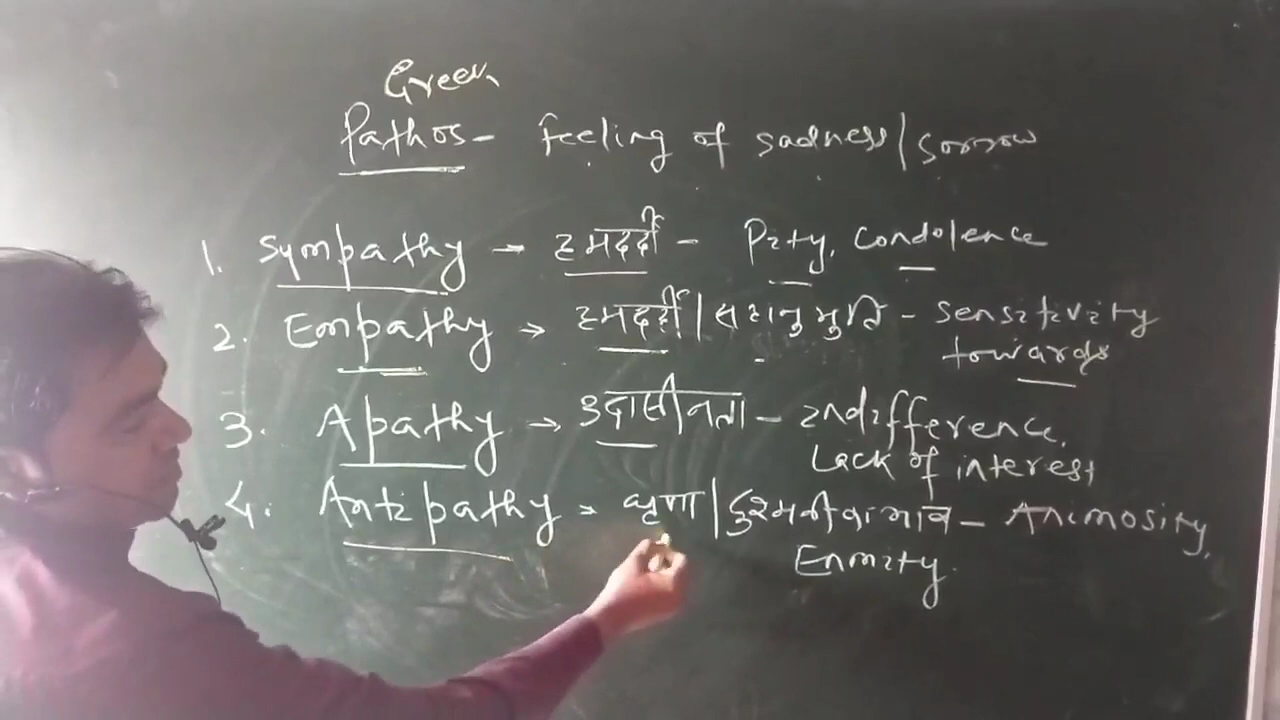 Greek
Pathos - feeling of sadness/sorrow
1. Sympathy → हमदर्दी - Pity, condolence
2. Empathy → हमदर्दी/सहानुभुति - sensitivity
towards
3. Apathy → उदासीनता - indifference,
Lack of interest
4. Antipathy = घृणा/दुश्मनी का भाव - Animosity,
Enmity.